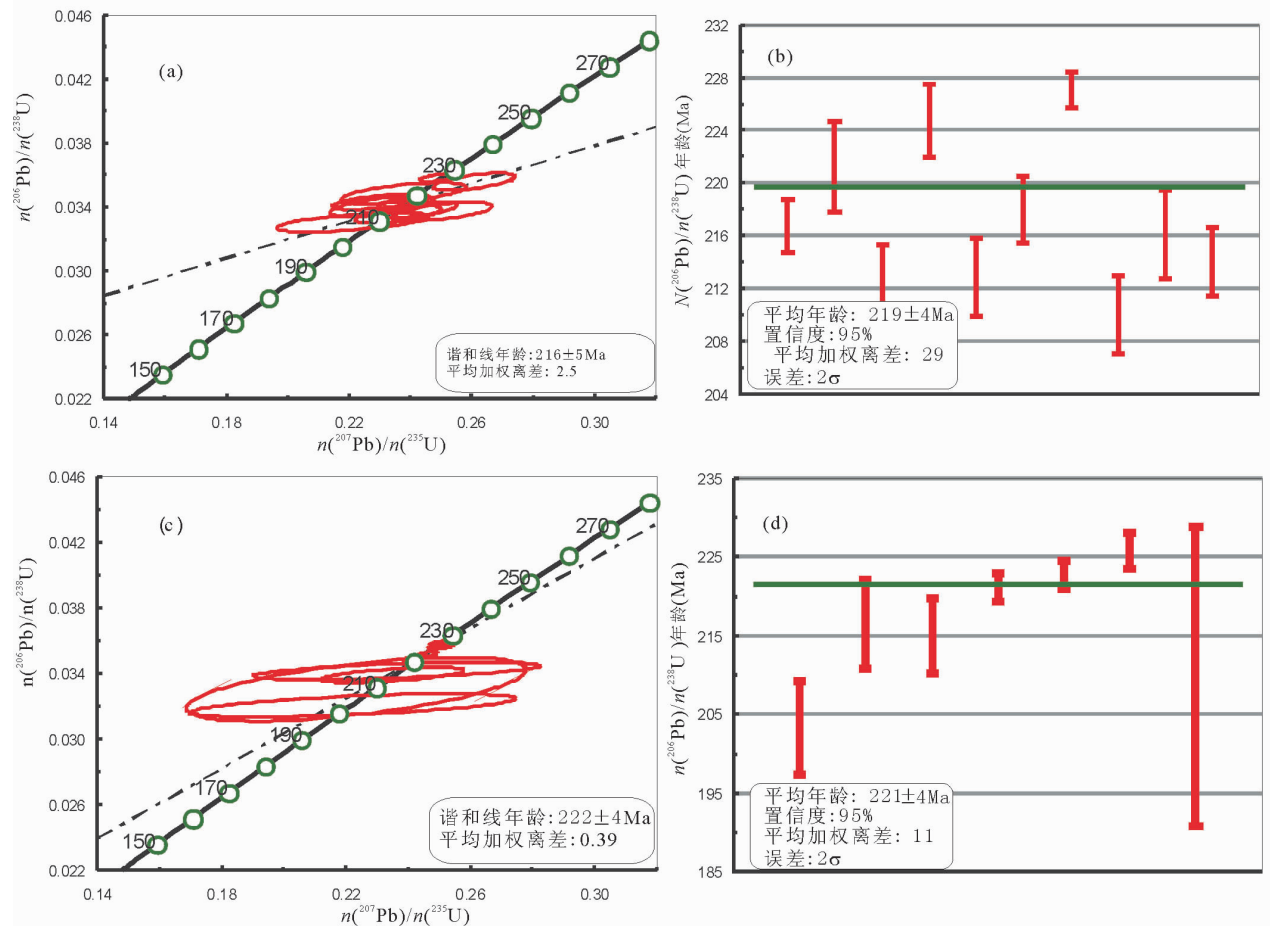 (a)
n(²⁰⁶Pb)/n(²³⁸U)
0.046
0.042
0.038
0.034
0.030
0.026
0.022
270
250
230
210
190
170
150
谐和线年龄:216±5Ma
平均加权离差: 2.5
0.14
0.18
0.22
0.26
0.30
n(²⁰⁷Pb)/n(²³⁵U)
(b)
N(²⁰⁶Pb)/n(²³⁸U)年龄(Ma)
232
228
224
220
216
212
208
204
平均年龄: 219±4Ma
置信度:95%
平均加权离差: 29
误差:2σ
(c)
n(²⁰⁶Pb)/n(²³⁸U)
0.046
0.042
0.038
0.034
0.030
0.026
0.022
270
250
230
210
190
170
150
谐和线年龄:222±4Ma
平均加权离差:0.39
0.14
0.18
0.22
0.26
0.30
n(²⁰⁷Pb)/n(²³⁵U)
(d)
n(²⁰⁶Pb)/n(²³⁸U)年龄(Ma)
235
225
215
205
195
185
平均年龄: 221±4Ma
置信度:95%
平均加权离差: 11
误差:2σ